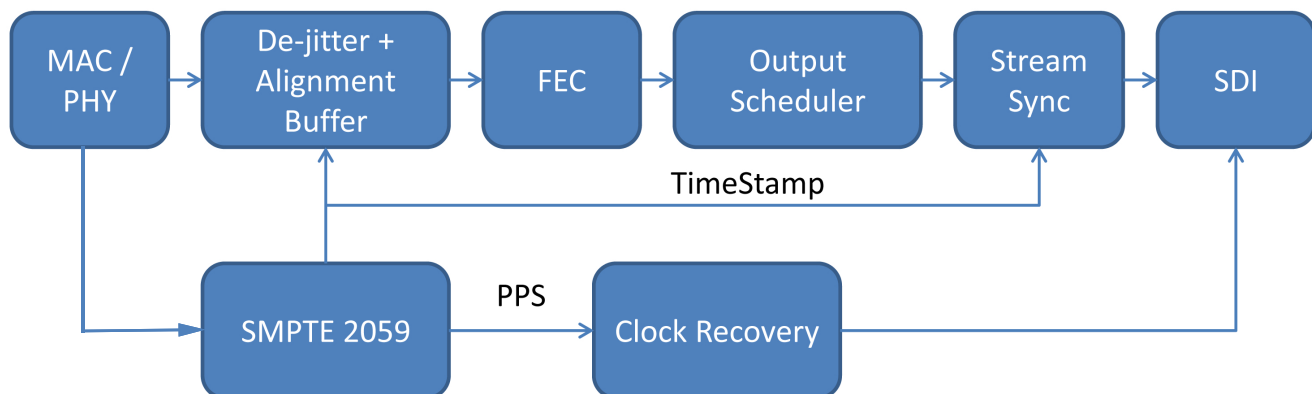 MAC /
PHY
De-jitter +
Alignment
Buffer
FEC
Output
Scheduler
Stream
Sync
SDI
TimeStamp
SMPTE 2059
PPS
Clock Recovery